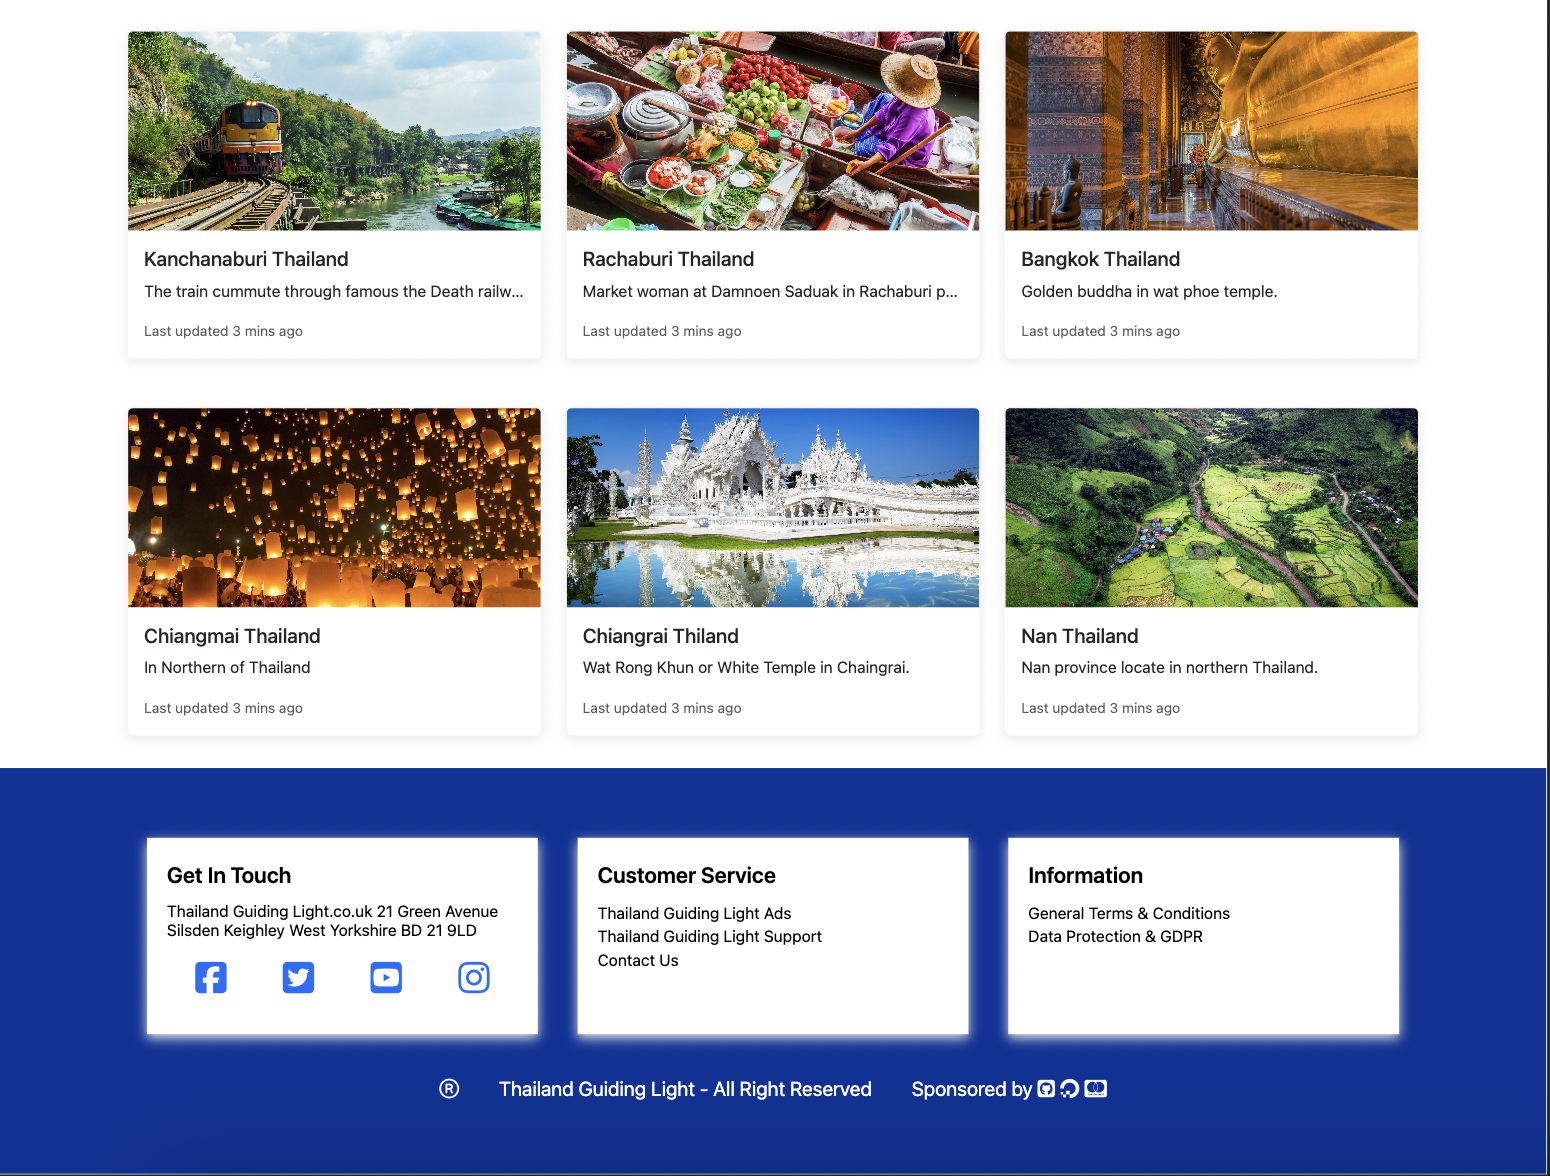 Kanchanaburi Thailand
The train cummute through famous the Death railw...
Last updated 3 mins ago
Rachaburi Thailand
Market woman at Damnoen Saduak in Rachaburi p...
Last updated 3 mins ago
Bangkok Thailand
Golden buddha in wat phoe temple.
Last updated 3 mins ago
Chiangmai Thailand
In Northern of Thailand
Last updated 3 mins ago
Chiangrai Thiland
Wat Rong Khun or White Temple in Chaingrai.
Last updated 3 mins ago
Nan Thailand
Nan province locate in northern Thailand.
Last updated 3 mins ago
Get In Touch
Thailand Guiding Light.co.uk 21 Green Avenue
Silsden Keighley West Yorkshire BD 21 9LD
Customer Service
Thailand Guiding Light Ads
Thailand Guiding Light Support
Contact Us
Information
General Terms & Conditions
Data Protection & GDPR
® Thailand Guiding Light - All Right Reserved Sponsored by